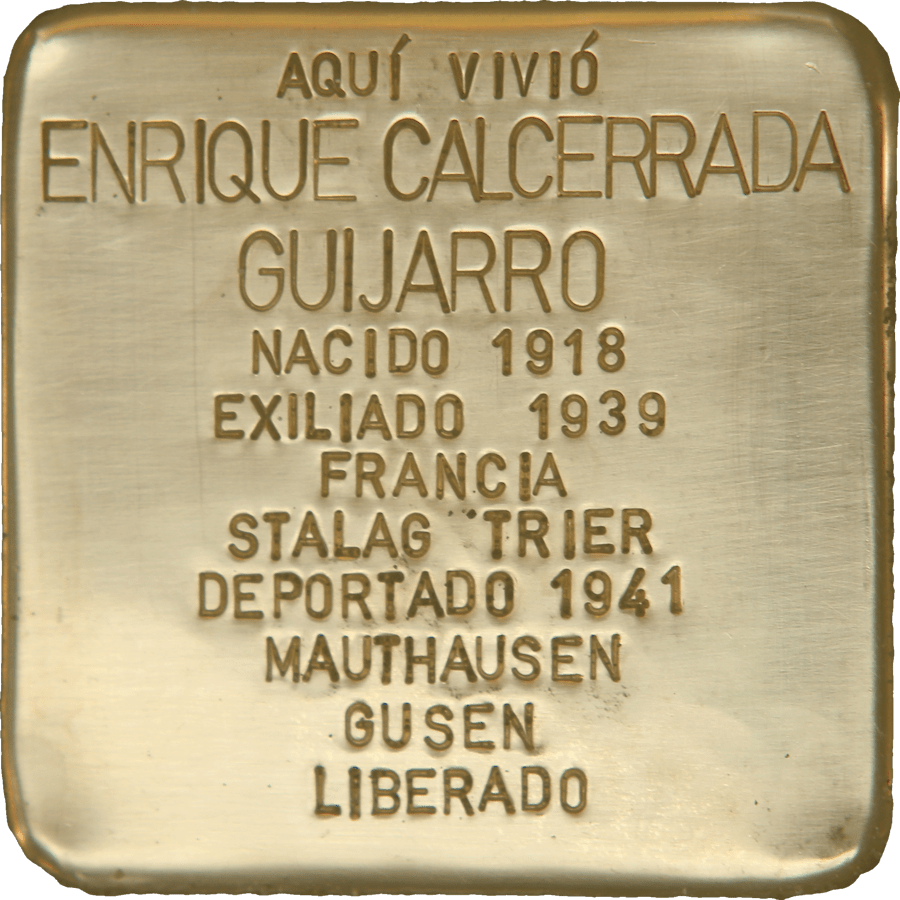 AQUÍ VIVIÓ
ENRIQUE CALCERRADA
GUIJARRO
NACIDO 1918
EXILIADO 1939
FRANCIA
STALAG ¨TRIER
DEPORTADO 1941
MAUTHAUSEN
GUSEN
LIBERADO